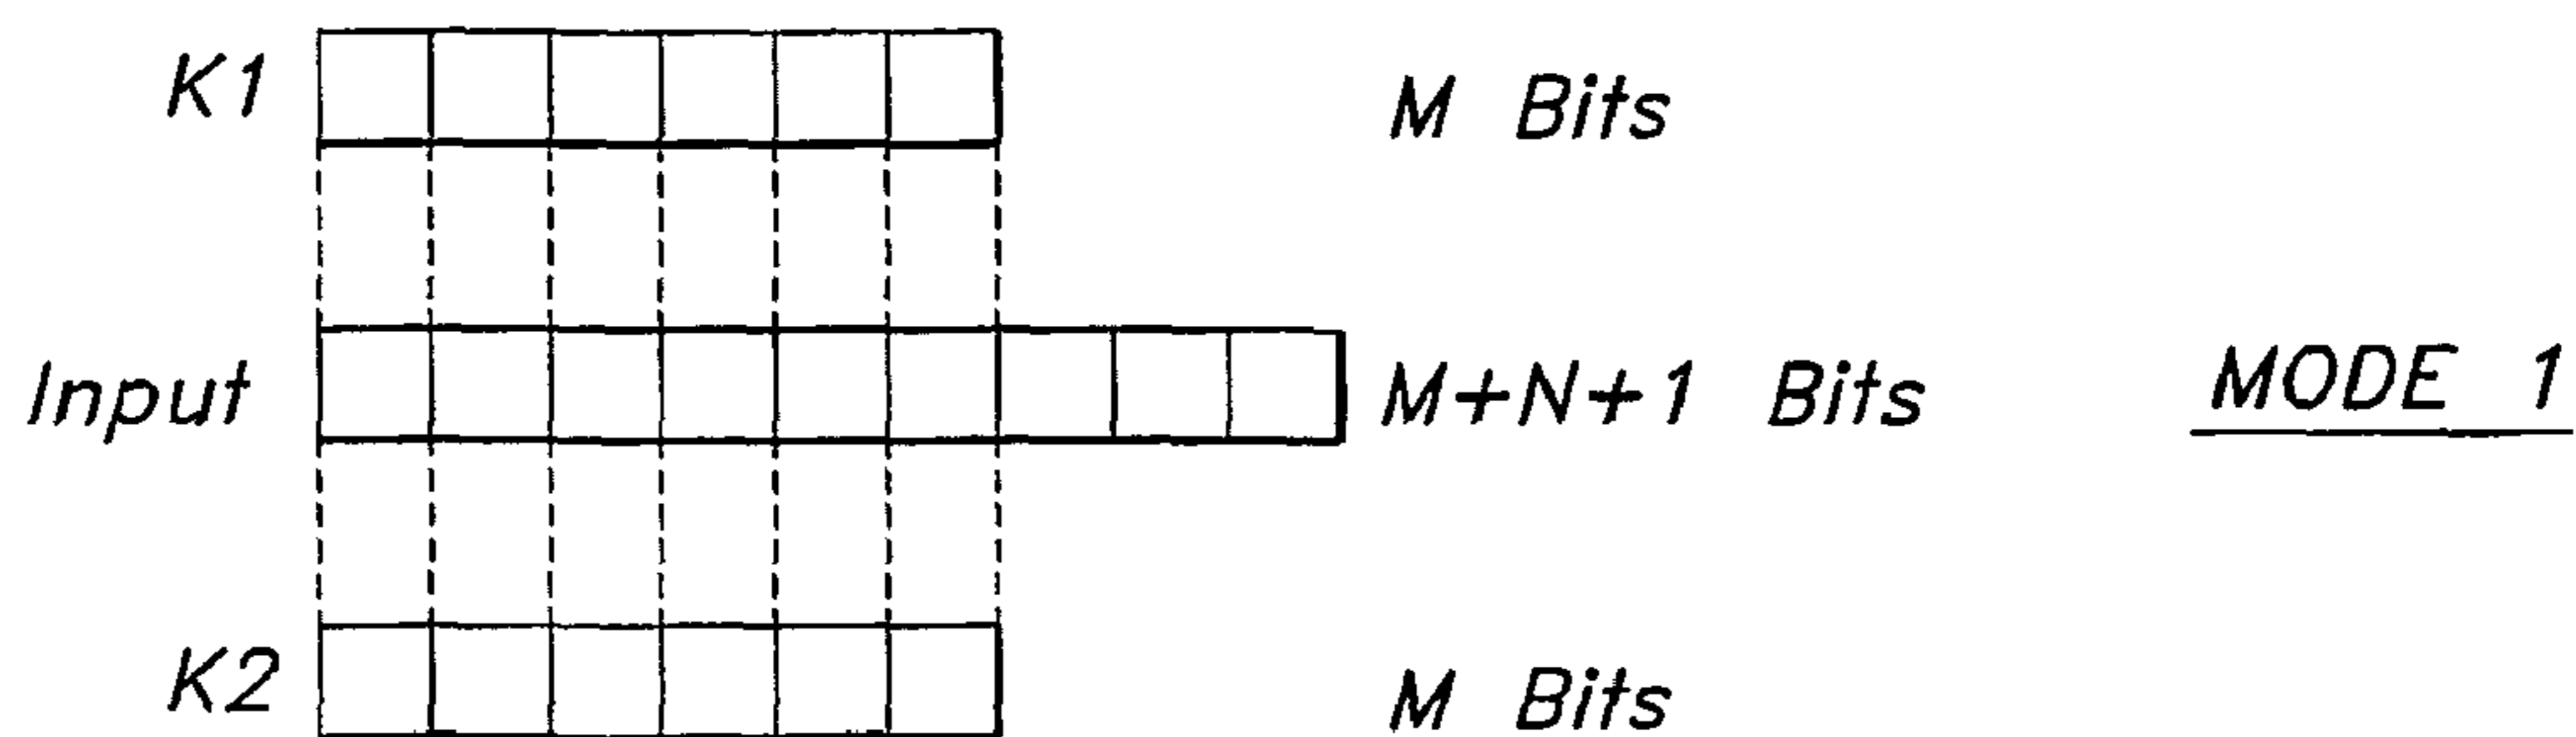 K1 M Bits
Input M+N+1 Bits MODE 1
K2 M Bits